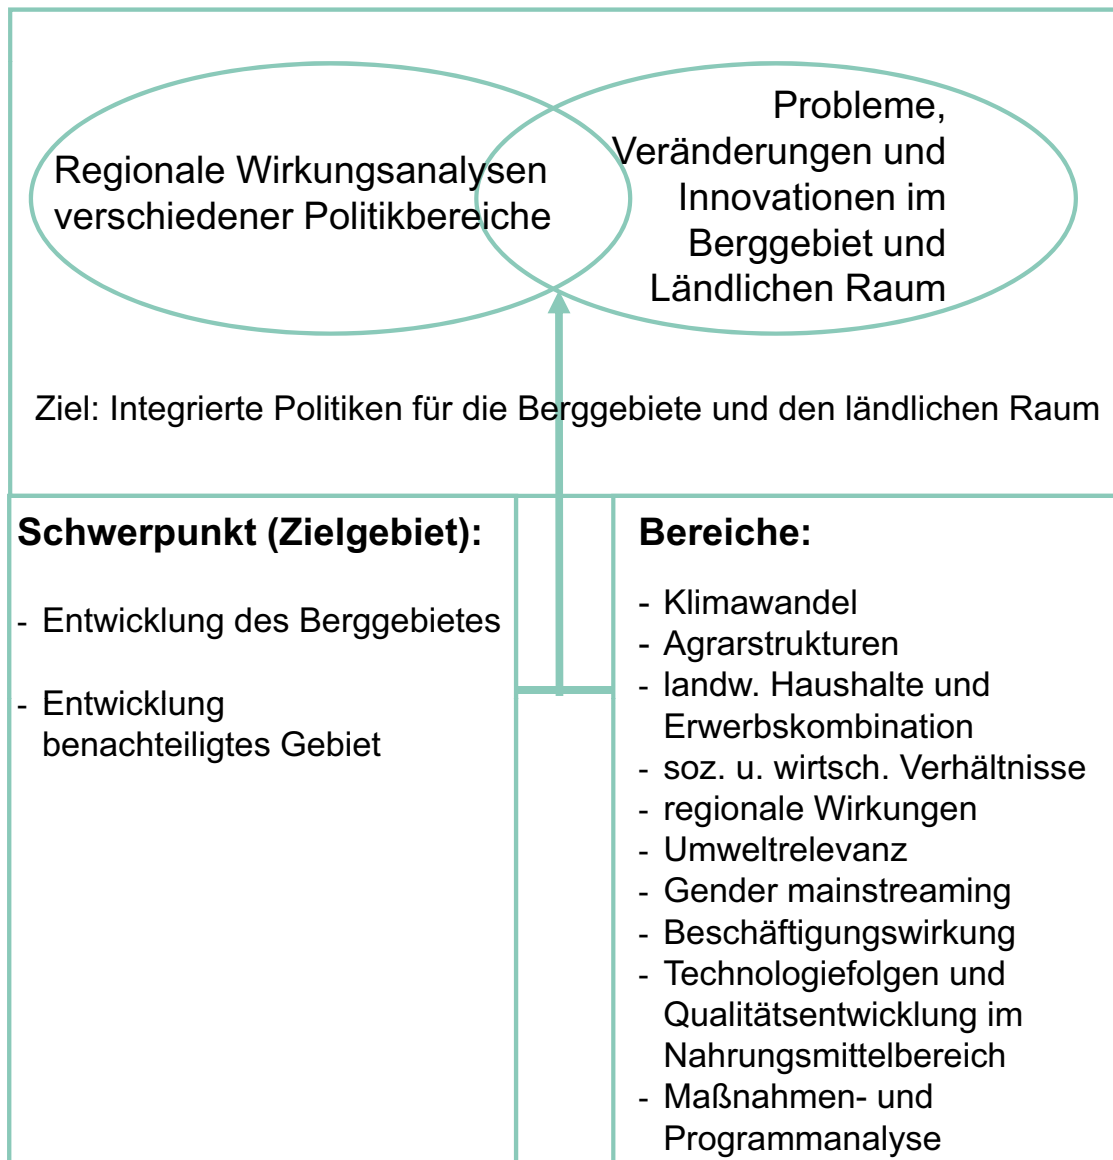 Regionale Wirkungsanalysen
verschiedener Politikbereiche
Probleme,
Veränderungen und
Innovationen im
Berggebiet und
Ländlichen Raum
Ziel: Integrierte Politiken für die Berggebiete und den ländlichen Raum
Schwerpunkt (Zielgebiet):
- Entwicklung des Berggebietes
- Entwicklung
benachteiligtes Gebiet
Bereiche:
- Klimawandel
- Agrarstrukturen
- landw. Haushalte und
Erwerbskombination
- soz. u. wirtsch. Verhältnisse
- regionale Wirkungen
- Umweltrelevanz
- Gender mainstreaming
- Beschäftigungswirkung
- Technologiefolgen und
Qualitätsentwicklung im
Nahrungsmittelbereich
- Maßnahmen- und
Programmanalyse